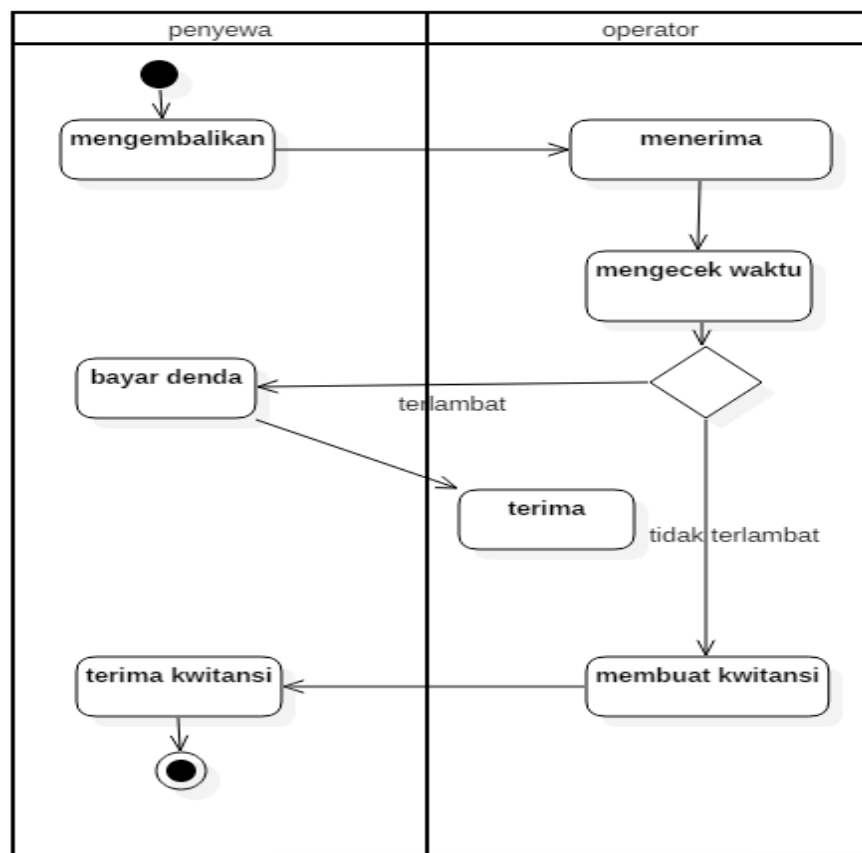 penyewa
operator
mengembalikan
menerima
mengecek waktu
bayar denda
terlambat
terima
tidak terlambat
terima kwitansi
membuat kwitansi